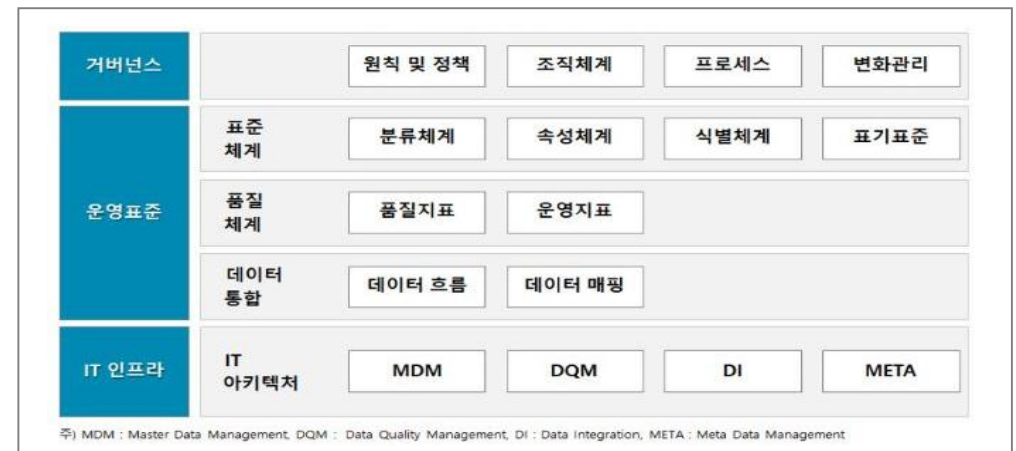 거버넌스
원칙 및 정책
조직체계
프로세스
변화관리
운영표준
표준
체계
분류체계
속성체계
식별체계
표기표준
품질
체계
품질지표
운영지표
데이터
통합
데이터 흐름
데이터 매핑
IT 인프라
IT
아키텍처
MDM
DQM
DI
META
주) MDM : Master Data Management, DQM : Data Quality Management, DI : Data Integration, META : Meta Data Management